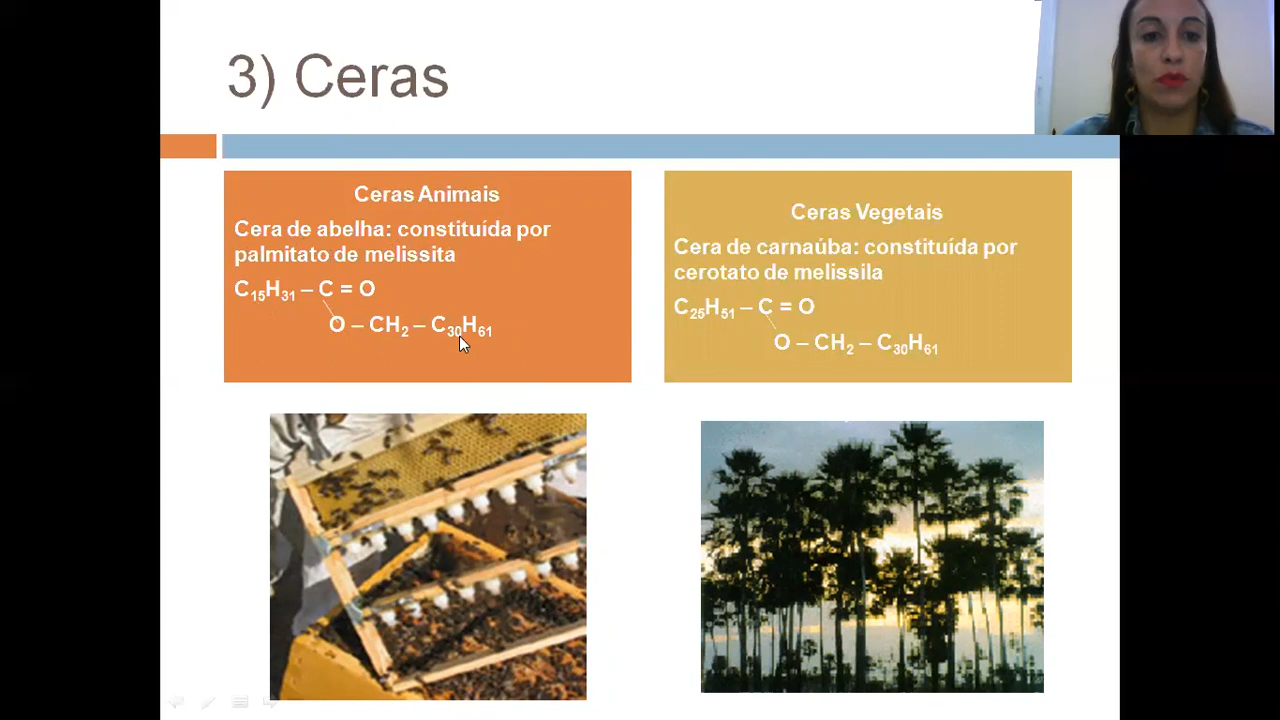 3) Ceras
Ceras Animais
Cera de abelha: constituída por
palmitato de melissita
C₁₅H₃₁ – C = O
O – CH₂ – C₃₀H₆₁
Ceras Vegetais
Cera de carnaúba: constituída por
cerotato de melissila
C₂₅H₅₁ – C = O
O – CH₂ – C₃₀H₆₁